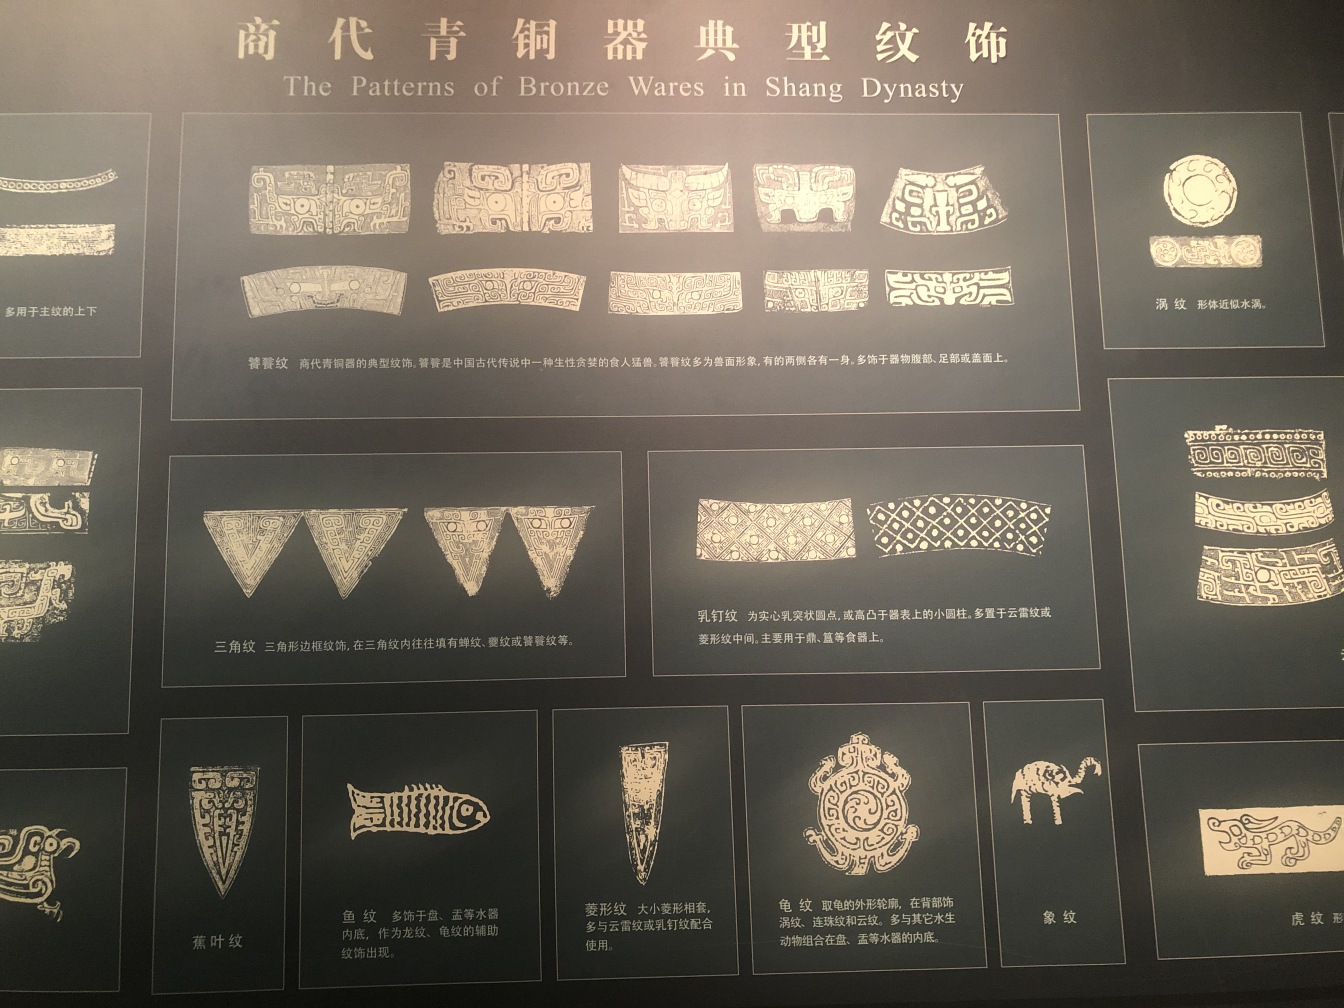 商代青铜器典型纹饰
The Patterns of Bronze Wares in Shang Dynasty
多用于主纹的上下
饕餮纹 商代青铜器的典型纹饰。饕餮是中国古代传说中一种生性贪婪的食人猛兽。饕餮纹多为兽面形象,有的两侧各有一身。多饰于器物腹部、足部或盖面上。
涡纹 形体近似水涡。
三角纹 三角形边框纹饰,在三角纹内往往填有蝉纹、夔纹或饕餮纹等。
乳钉纹 为实心乳突状圆点,或高凸于器表上的小圆柱。多置于云雷纹或
菱形纹中间。主要用于鼎、簋等食器上。
蕉叶纹
鱼纹 多饰于盘、盂等水器
内底,作为龙纹、龟纹的辅助
纹饰出现。
菱形纹 大小菱形相套,
多与云雷纹或乳钉纹配合
使用。
龟纹 取龟的外形轮廓,在背部饰
涡纹、连珠纹和云纹。多与其它水生
动物组合在盘、盂等水器的内底。
象纹
虎纹 形